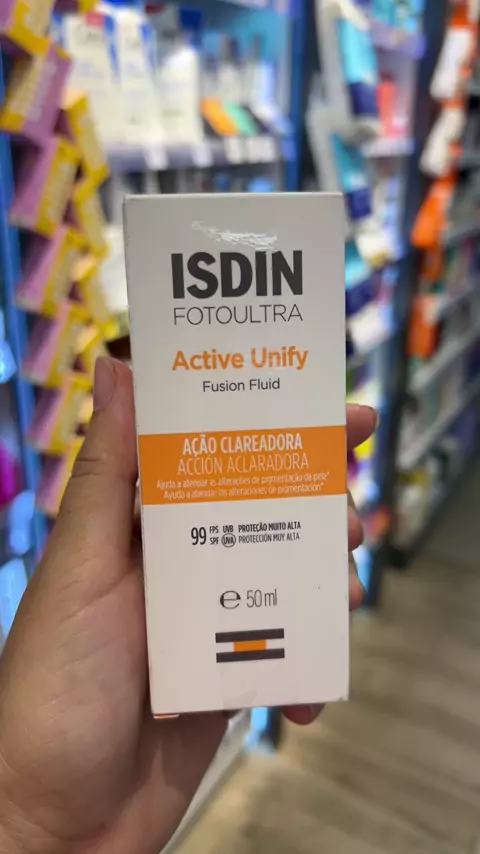 ISDIN
FOTOULTRA
Active Unify
Fusion Fluid
AÇÃO CLAREADORA
ACCIÓN ACLARADORA
Ajuda a atenuar as alterações de pigmentação da pele*
Ayuda a atenuar las alteraciones de pigmentación*
99 FPS UVB PROTEÇÃO MUITO ALTA
SPF UVA PROTECCIÓN MUY ALTA
e 50 ml